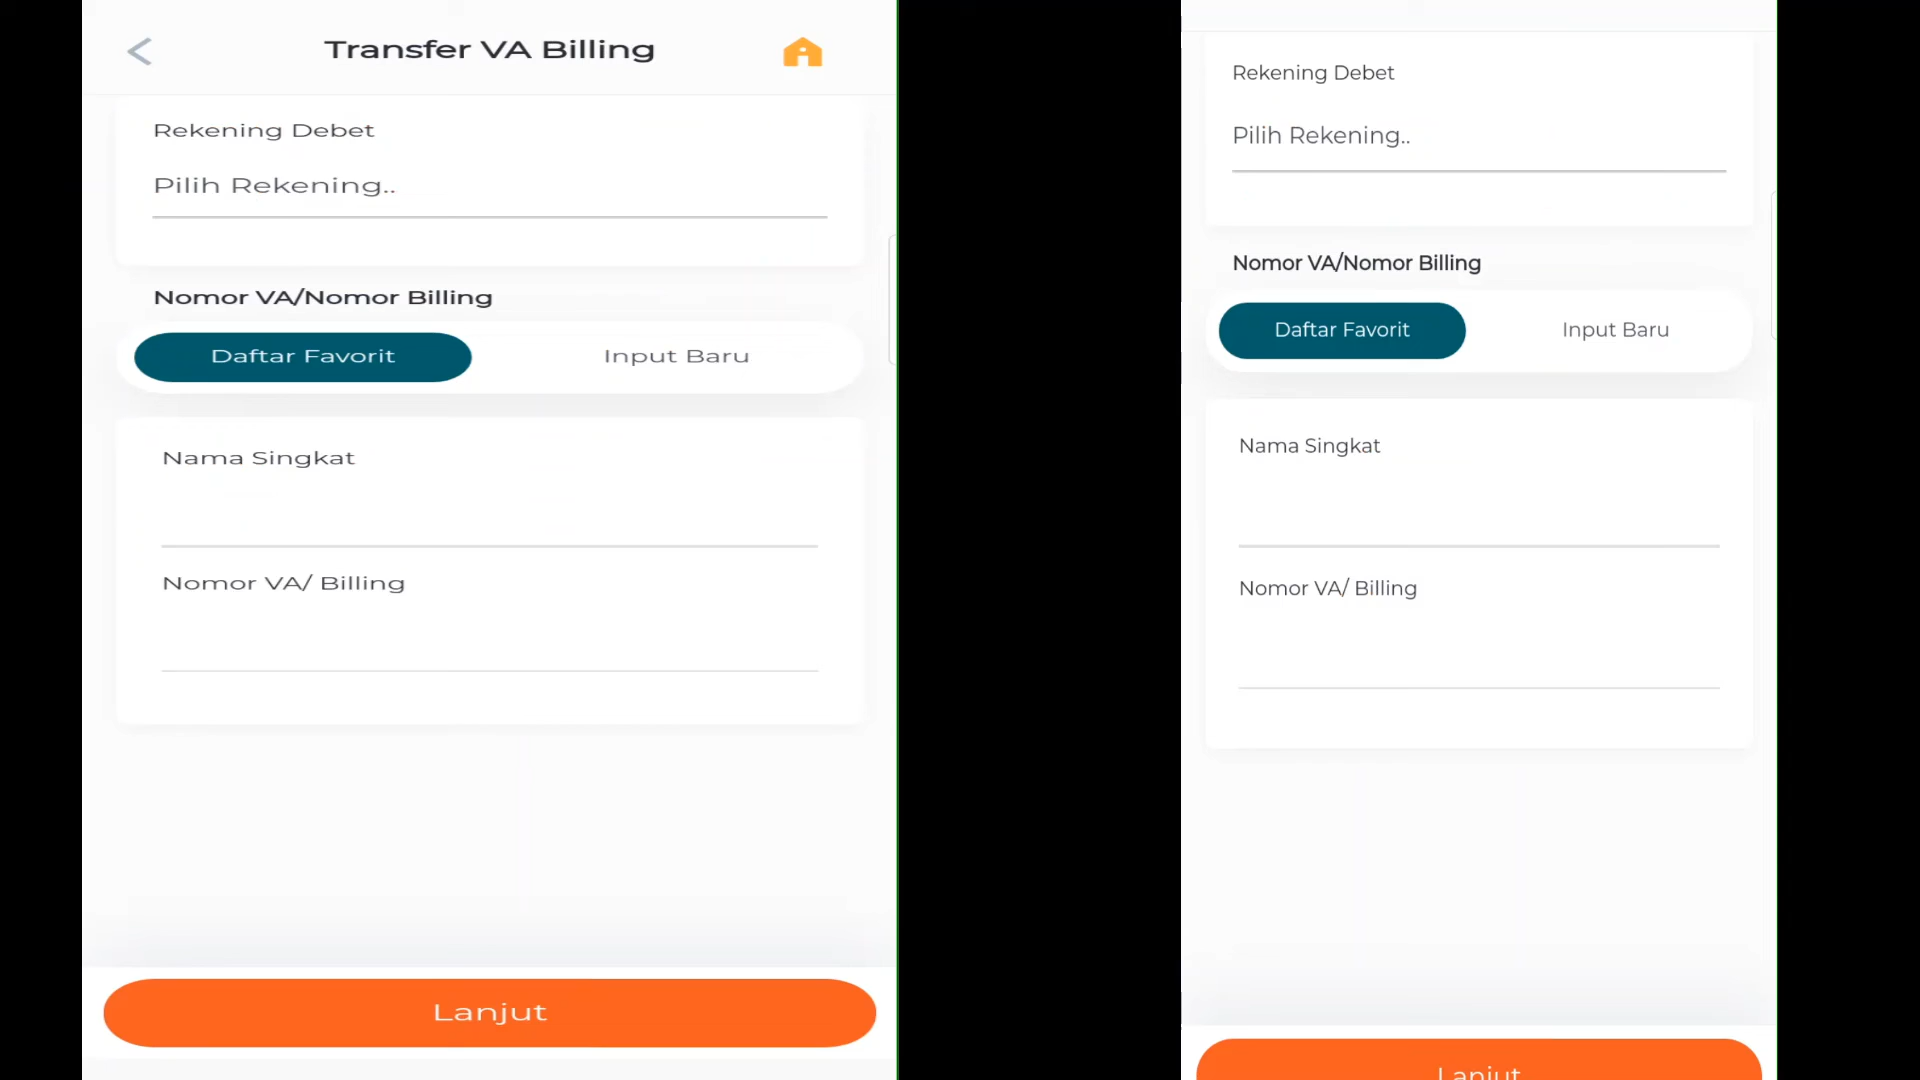 Transfer VA Billing
Rekening Debet
Pilih Rekening..
Nomor VA/Nomor Billing
Daftar Favorit
Input Baru
Nama Singkat
Nomor VA/ Billing
Lanjut
Rekening Debet
Pilih Rekening..
Nomor VA/Nomor Billing
Daftar Favorit
Input Baru
Nama Singkat
Nomor VA/ Billing
Lanjut